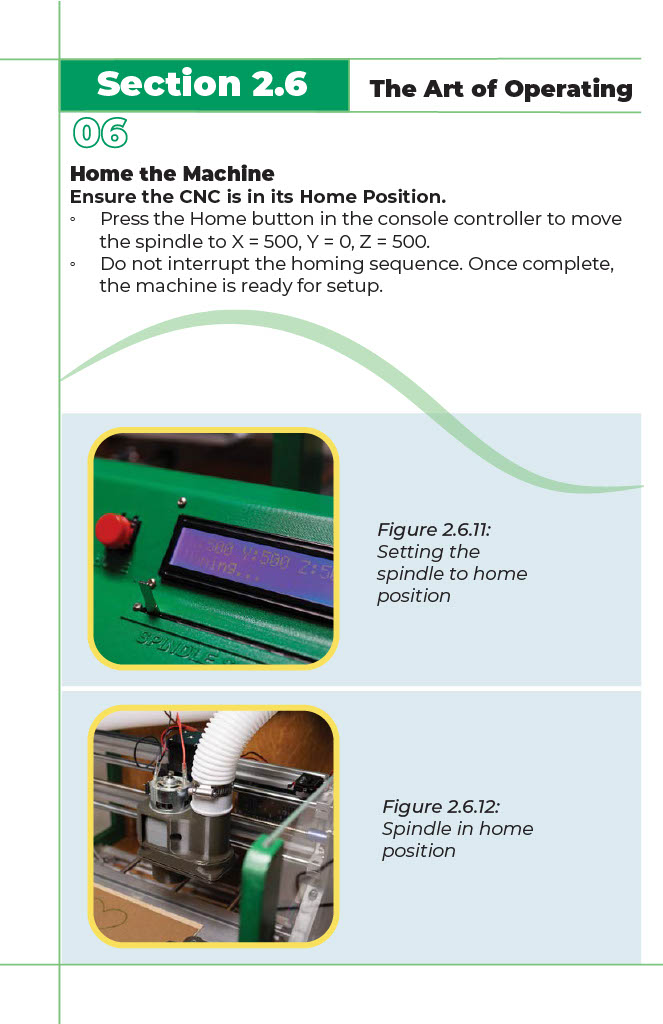 Section 2.6
The Art of Operating
06
Home the Machine
Ensure the CNC is in its Home Position.
◦ Press the Home button in the console controller to move
the spindle to X = 500, Y = 0, Z = 500.
◦ Do not interrupt the homing sequence. Once complete,
the machine is ready for setup.
500 Y:500 Z:5
Figure 2.6.11:
Setting the
spindle to home
position
SPINDLE
Figure 2.6.12:
Spindle in home
position